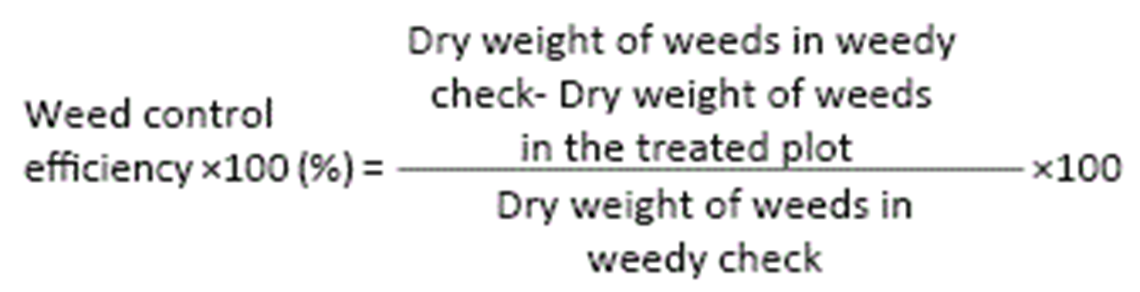 Weed control
efficiency ×100 (%) =
Dry weight of weeds in weedy
check- Dry weight of weeds
in the treated plot
×100
Dry weight of weeds in
weedy check